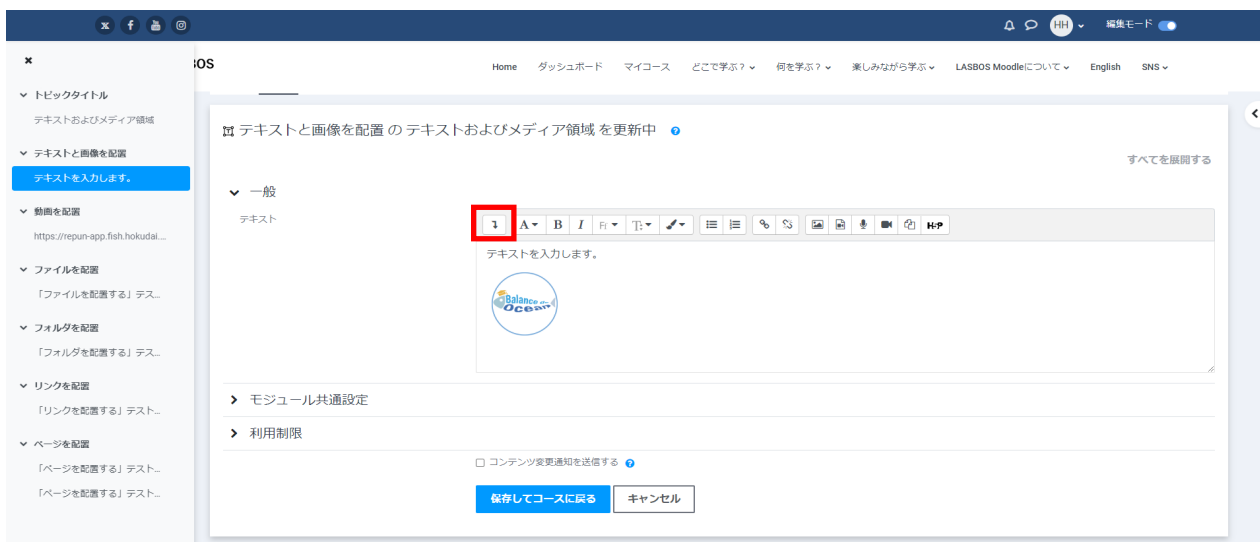 HH
編集モード
BOS
Home ダッシュボード マイコース どこで学ぶ? 何を学ぶ? 楽しみながら学ぶ LASBOS Moodleについて English SNS
トピックタイトル
テキストおよびメディア領域
テキストと画像を配置
テキストを入力します。
動画を配置
https://repun-app.fish.hokudai....
ファイルを配置
「ファイルを配置する」テス...
フォルダを配置
「フォルダを配置する」テス...
リンクを配置
「リンクを配置する」テスト...
ページを配置
「ページを配置する」テスト...
「ページを配置する」テスト...
テキストと画像を配置 の テキストおよびメディア領域 を更新中
すべてを展開する
一般
テキスト
A B I Fr T H5P
テキストを入力します。
Balance
Ocean
モジュール共通設定
利用制限
コンテンツ変更通知を送信する
保存してコースに戻る キャンセル